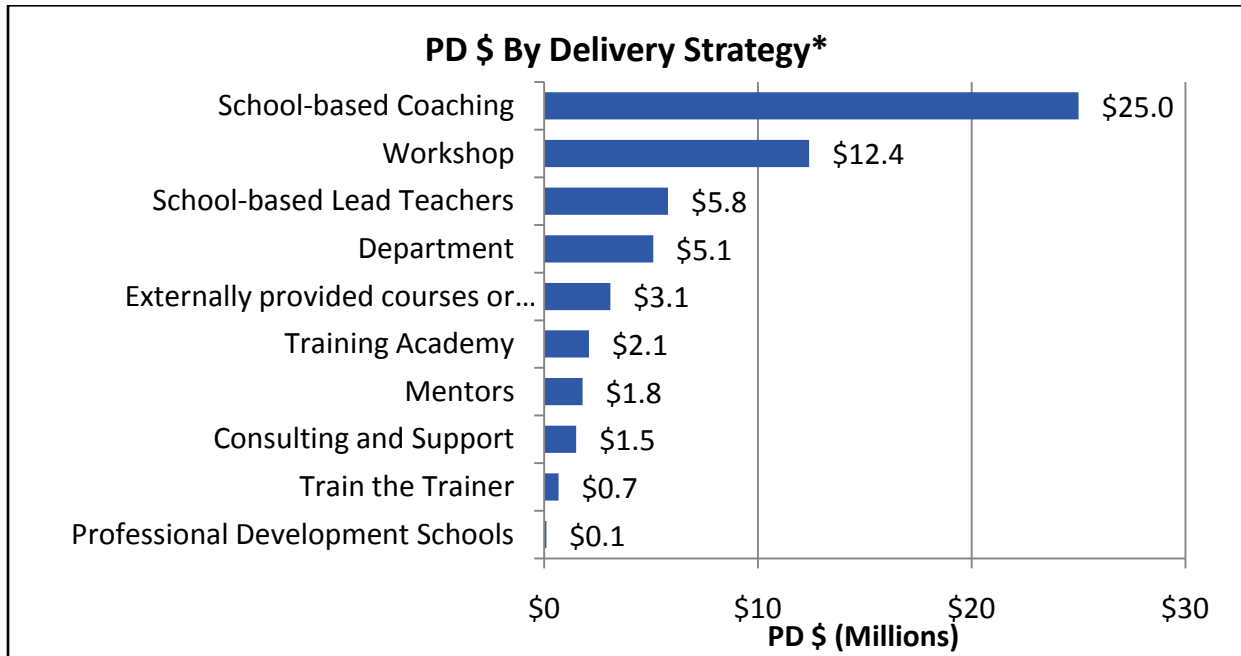 PD $ By Delivery Strategy*
School-based Coaching $25.0
Workshop $12.4
School-based Lead Teachers $5.8
Department $5.1
Externally provided courses or… $3.1
Training Academy $2.1
Mentors $1.8
Consulting and Support $1.5
Train the Trainer $0.7
Professional Development Schools $0.1
$0 $10 $20 $30
PD $ (Millions)